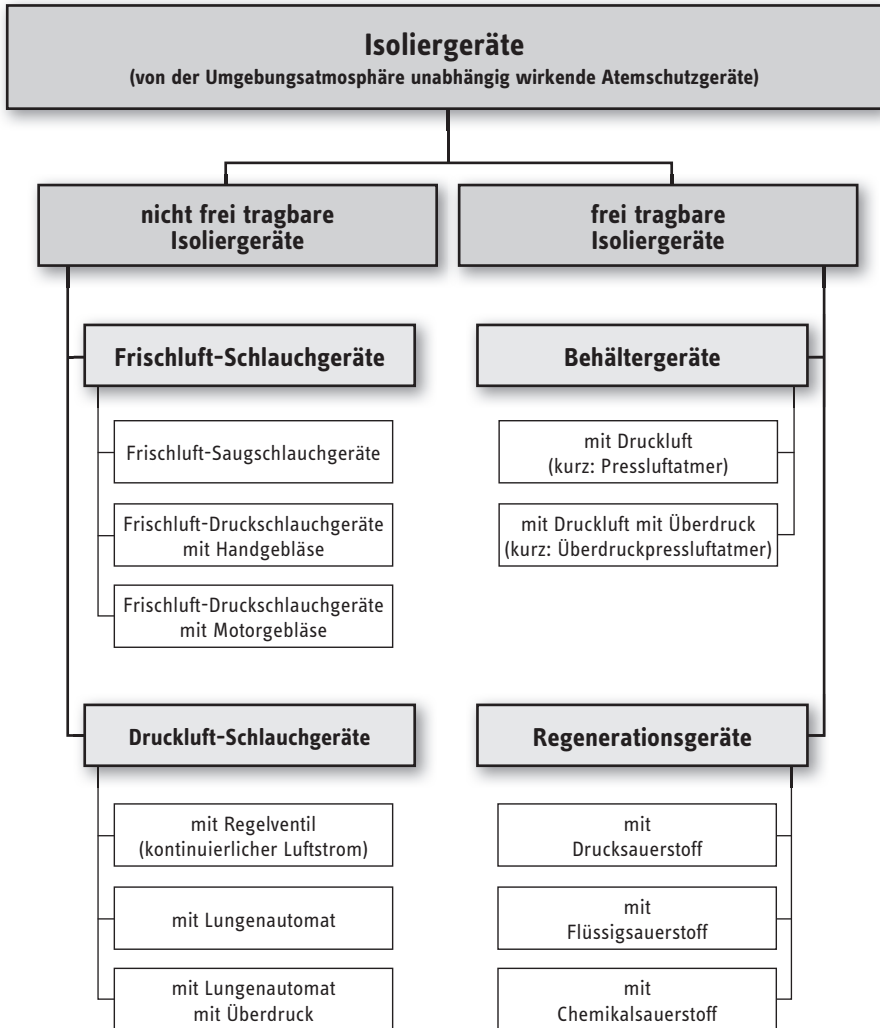 Isoliergeräte
(von der Umgebungsatmosphäre unabhängig wirkende Atemschutzgeräte)
nicht frei tragbare
Isoliergeräte
frei tragbare
Isoliergeräte
Frischluft-Schlauchgeräte
Frischluft-Saugschlauchgeräte
Frischluft-Druckschlauchgeräte
mit Handgebläse
Frischluft-Druckschlauchgeräte
mit Motorgebläse
Behältergeräte
mit Druckluft
(kurz: Pressluftatmer)
mit Druckluft mit Überdruck
(kurz: Überdruckpressluftatmer)
Druckluft-Schlauchgeräte
mit Regelventil
(kontinuierlicher Luftstrom)
mit Lungenautomat
mit Lungenautomat
mit Überdruck
Regenerationsgeräte
mit
Drucksauerstoff
mit
Flüssigsauerstoff
mit
Chemikalsauerstoff